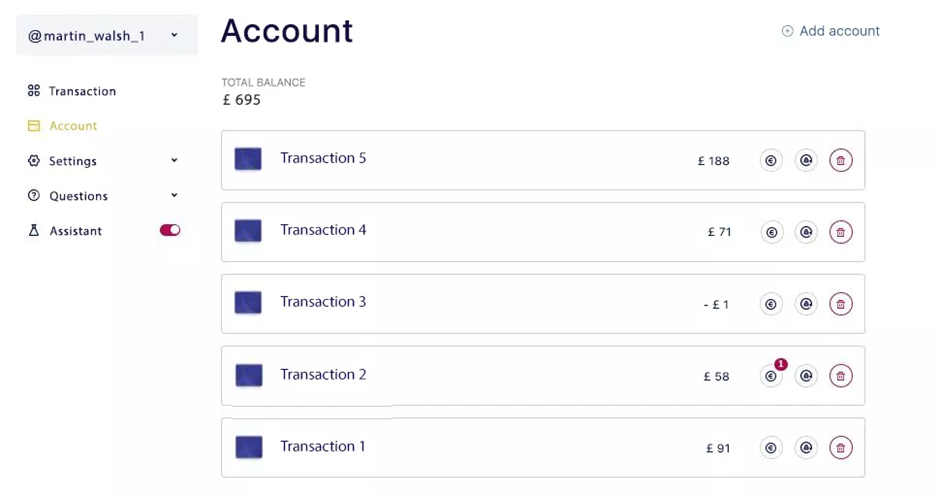 @martin_walsh_1
Account
Add account
TOTAL BALANCE
£ 695
Transaction
Account
Settings
Questions
Assistant
Transaction 5
£ 188
Transaction 4
£ 71
Transaction 3
- £ 1
Transaction 2
£ 58
1
Transaction 1
£ 91